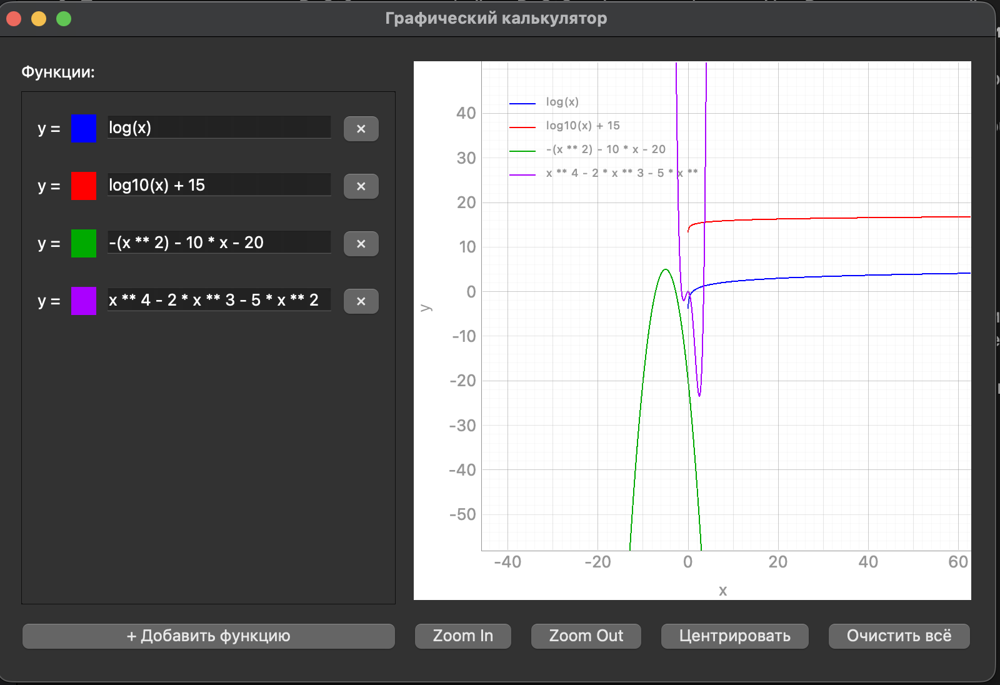 Графический калькулятор
Функции:
y = log(x) ×
y = log10(x) + 15 ×
y = -(x ** 2) - 10 * x - 20 ×
y = x ** 4 - 2 * x ** 3 - 5 * x ** 2 ×
log(x)
log10(x) + 15
-(x ** 2) - 10 * x - 20
x ** 4 - 2 * x ** 3 - 5 * x **
40
30
20
10
0
-10
-20
-30
-40
-50
y
-40 -20 0 20 40 60
x
+ Добавить функцию
Zoom In
Zoom Out
Центрировать
Очистить всё